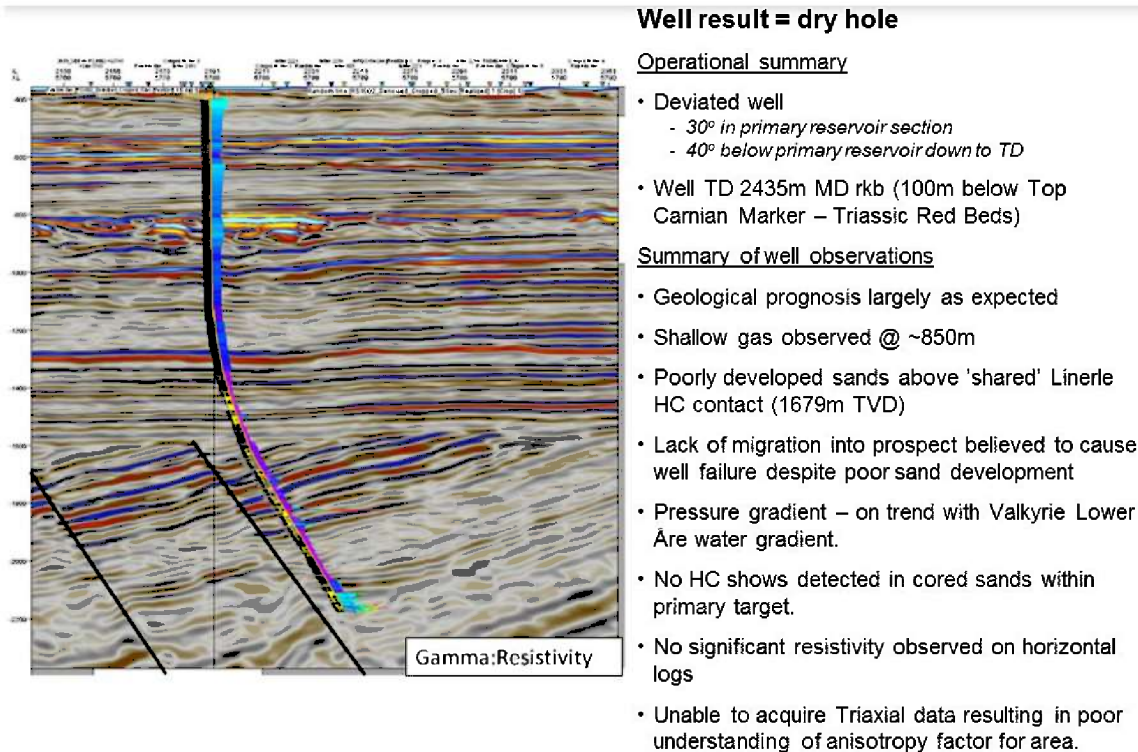 Well result = dry hole
Operational summary
• Deviated well
- 30° in primary reservoir section
- 40° below primary reservoir down to TD
• Well TD 2435m MD rkb (100m below Top
Carnian Marker – Triassic Red Beds)
Summary of well observations
• Geological prognosis largely as expected
• Shallow gas observed @ ~850m
• Poorly developed sands above 'shared' Linerle
HC contact (1679m TVD)
• Lack of migration into prospect believed to cause
well failure despite poor sand development
• Pressure gradient – on trend with Valkyrie Lower
Åre water gradient.
• No HC shows detected in cored sands within
primary target.
• No significant resistivity observed on horizontal
logs
• Unable to acquire Triaxial data resulting in poor
understanding of anisotropy factor for area.
Gamma:Resistivity